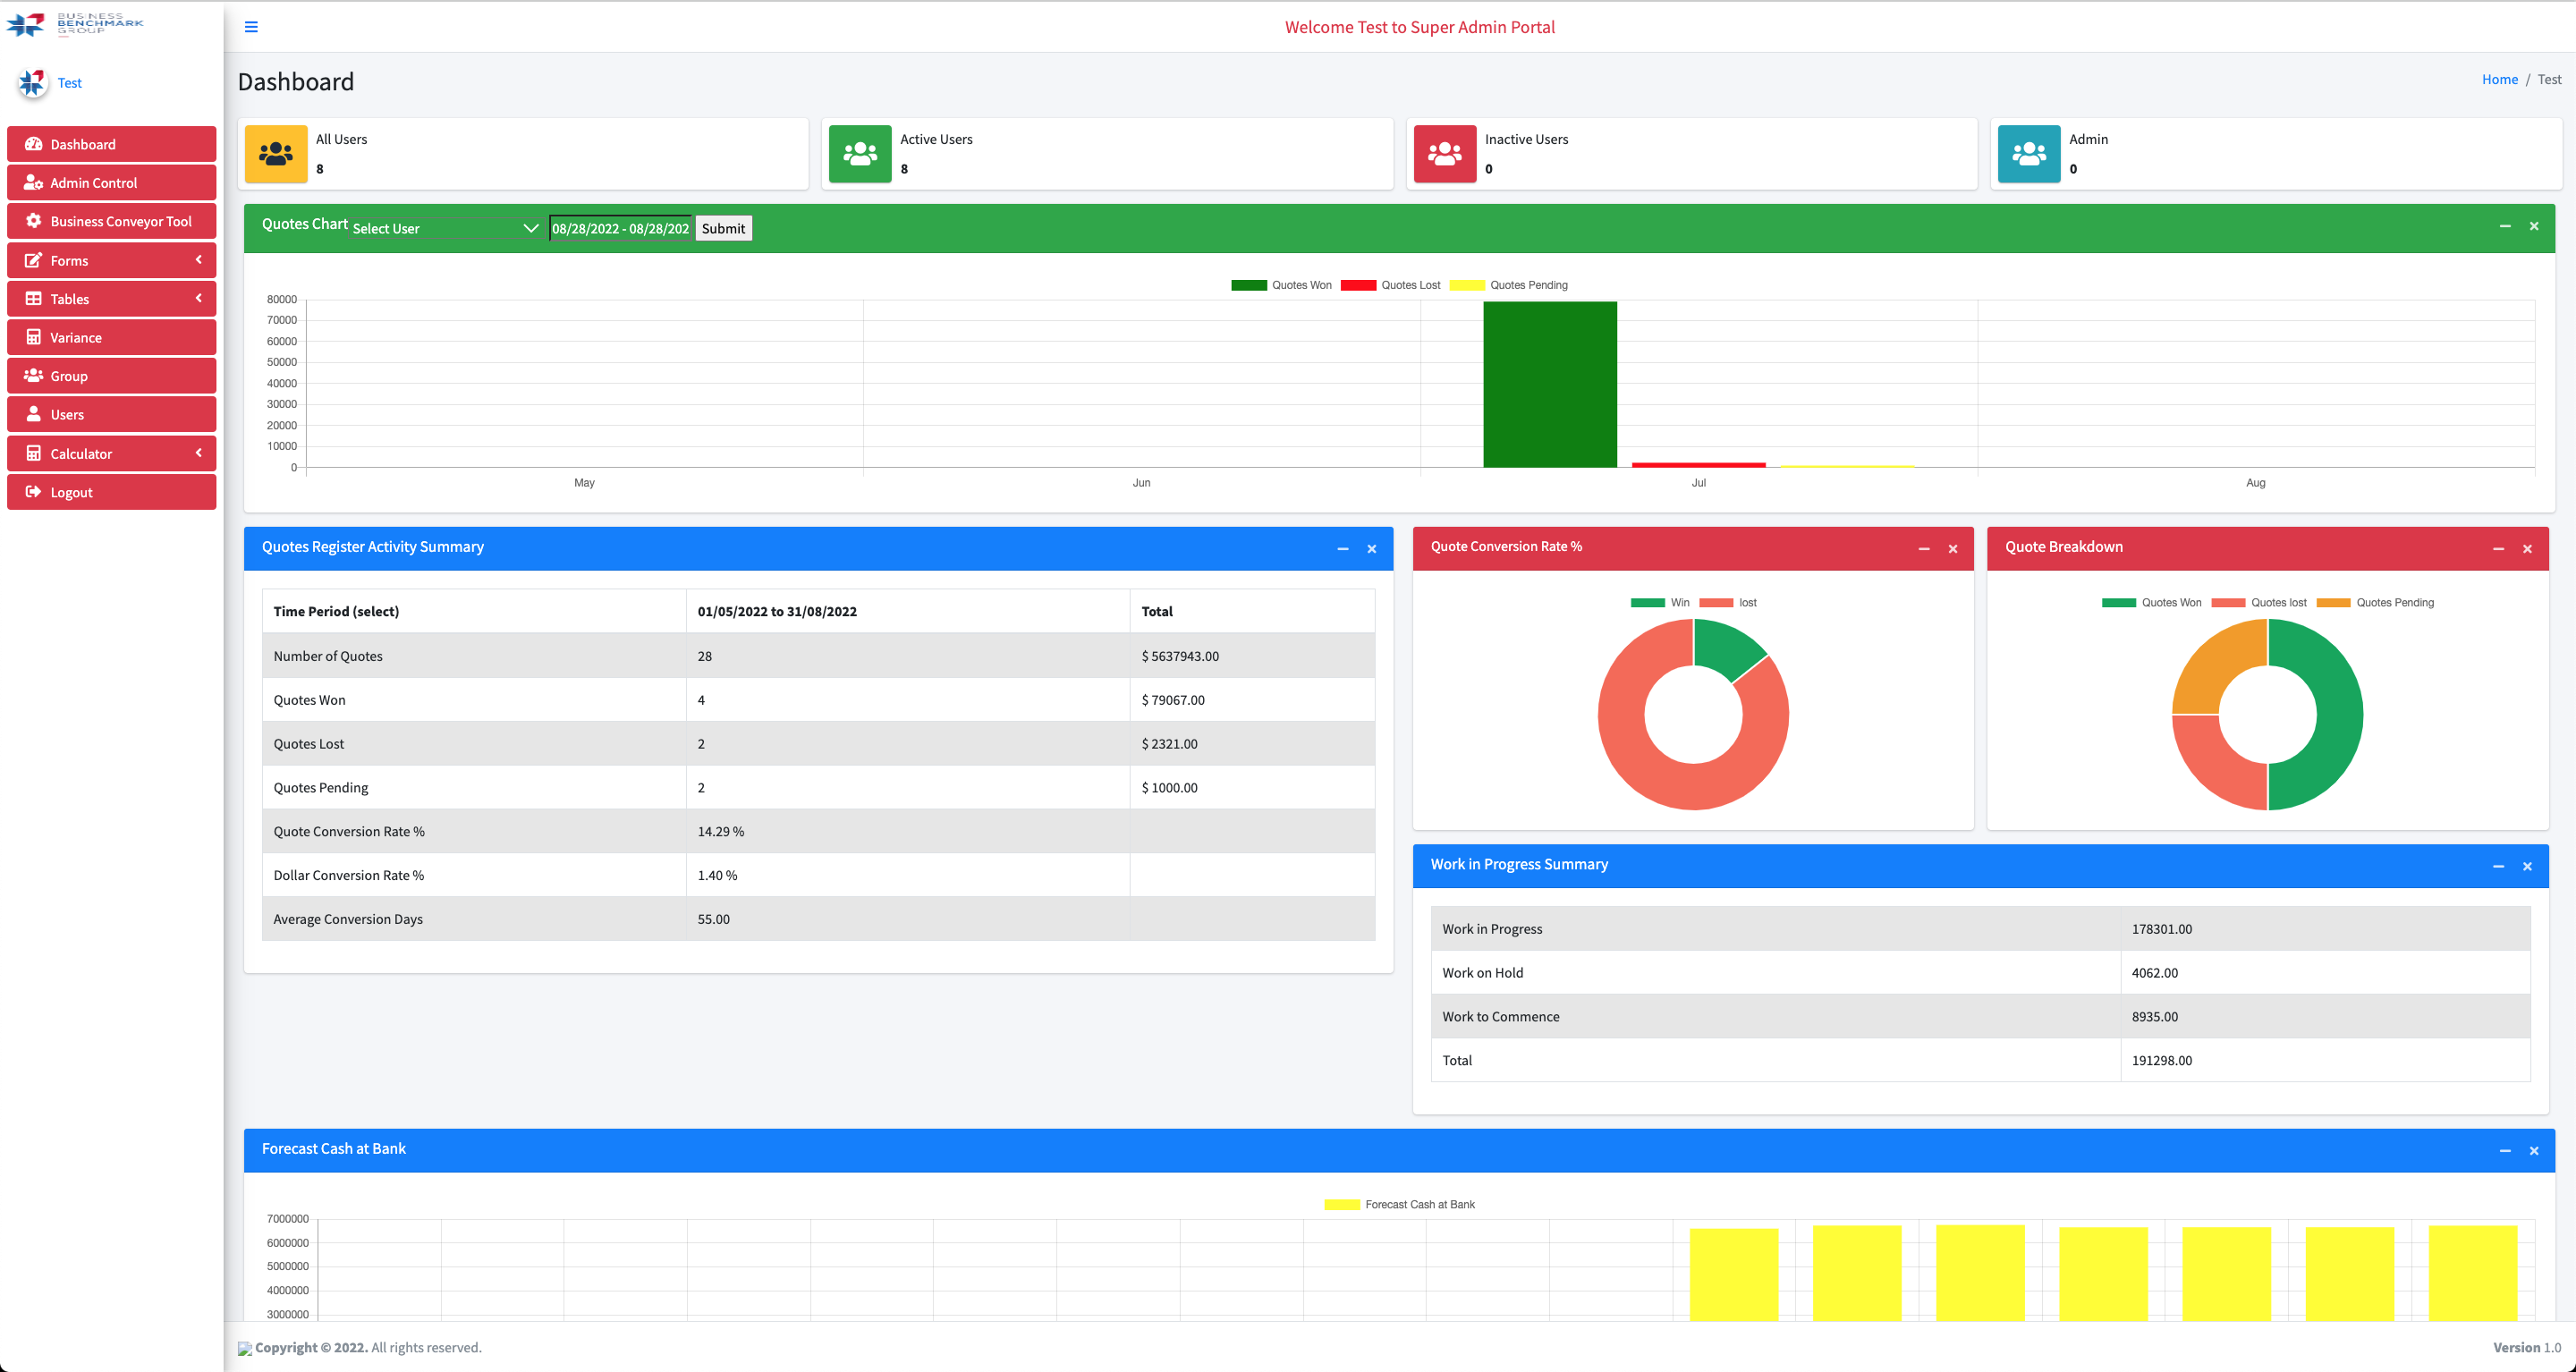 BUSINESS
BENCHMARK
GROUP
Welcome Test to Super Admin Portal
Test
Dashboard
Admin Control
Business Conveyor Tool
Forms
Tables
Variance
Group
Users
Calculator
Logout
Dashboard
Home / Test
All Users
8
Active Users
8
Inactive Users
0
Admin
0
Quotes Chart Select User 08/28/2022 - 08/28/202 Submit
Quotes Won Quotes Lost Quotes Pending
80000
70000
60000
50000
40000
30000
20000
10000
0
May Jun Jul Aug
Quotes Register Activity Summary
Time Period (select) 01/05/2022 to 31/08/2022 Total
Number of Quotes 28 $ 5637943.00
Quotes Won 4 $ 79067.00
Quotes Lost 2 $ 2321.00
Quotes Pending 2 $ 1000.00
Quote Conversion Rate % 14.29 %
Dollar Conversion Rate % 1.40 %
Average Conversion Days 55.00
Quote Conversion Rate %
Win lost
Quote Breakdown
Quotes Won Quotes lost Quotes Pending
Work in Progress Summary
Work in Progress 178301.00
Work on Hold 4062.00
Work to Commence 8935.00
Total 191298.00
Forecast Cash at Bank
Forecast Cash at Bank
7000000
6000000
5000000
4000000
3000000
Copyright © 2022. All rights reserved.
Version 1.0